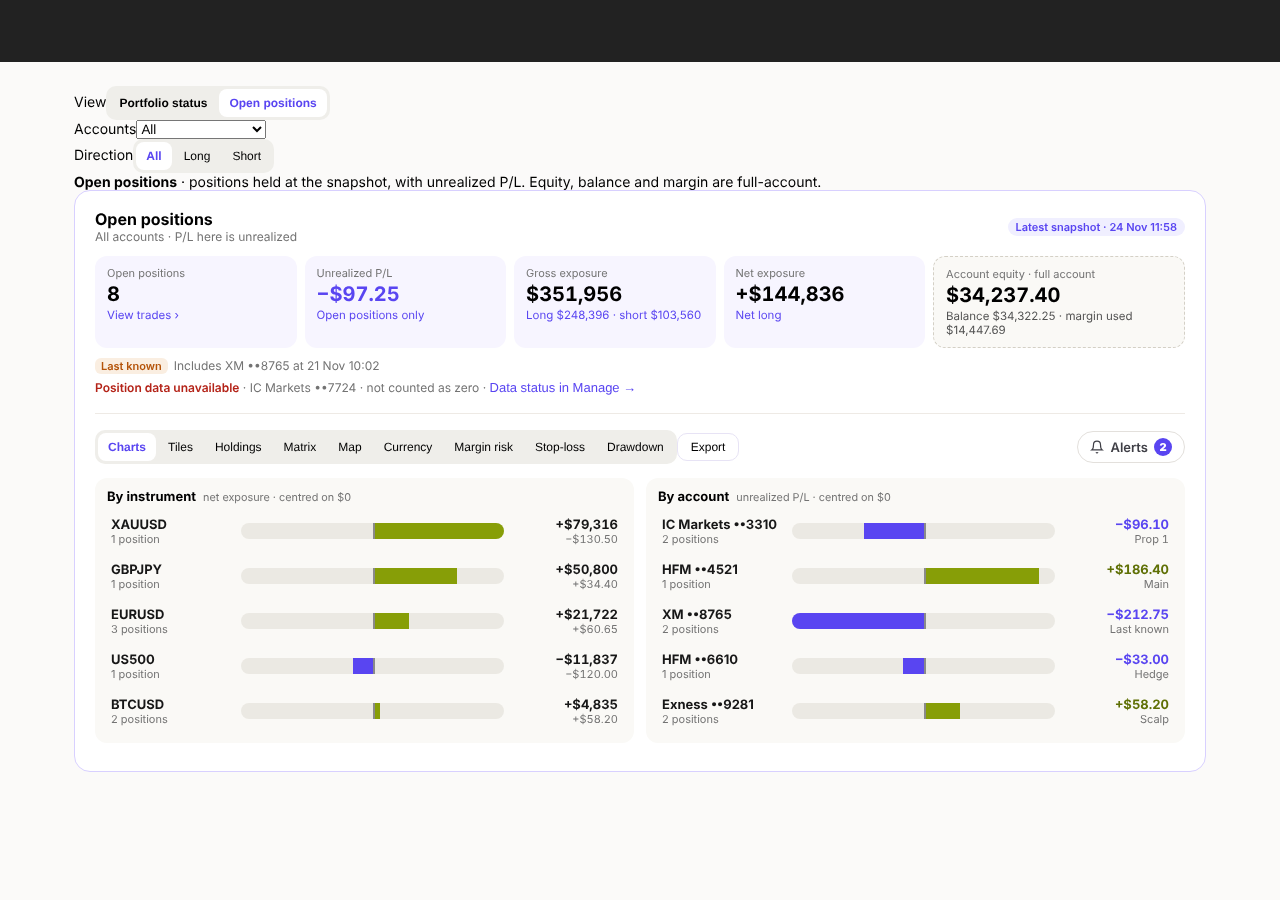 View Portfolio status Open positions
Accounts All
Direction All Long Short
Open positions · positions held at the snapshot, with unrealized P/L. Equity, balance and margin are full-account.
Open positions
All accounts · P/L here is unrealized
Latest snapshot · 24 Nov 11:58
Open positions
8
View trades ›
Unrealized P/L
−$97.25
Open positions only
Gross exposure
$351,956
Long $248,396 · short $103,560
Net exposure
+$144,836
Net long
Account equity · full account
$34,237.40
Balance $34,322.25 · margin used
$14,447.69
Last known Includes XM ••8765 at 21 Nov 10:02
Position data unavailable · IC Markets ••7724 · not counted as zero · Data status in Manage →
Charts Tiles Holdings Matrix Map Currency Margin risk Stop-loss Drawdown Export
Alerts 2
By instrument net exposure · centred on $0
XAUUSD +$79,316
1 position −$130.50
GBPJPY +$50,800
1 position +$34.40
EURUSD +$21,722
3 positions +$60.65
US500 −$11,837
1 position −$120.00
BTCUSD +$4,835
2 positions +$58.20
By account unrealized P/L · centred on $0
IC Markets ••3310 −$96.10
2 positions Prop 1
HFM ••4521 +$186.40
1 position Main
XM ••8765 −$212.75
2 positions Last known
HFM ••6610 −$33.00
1 position Hedge
Exness ••9281 +$58.20
2 positions Scalp